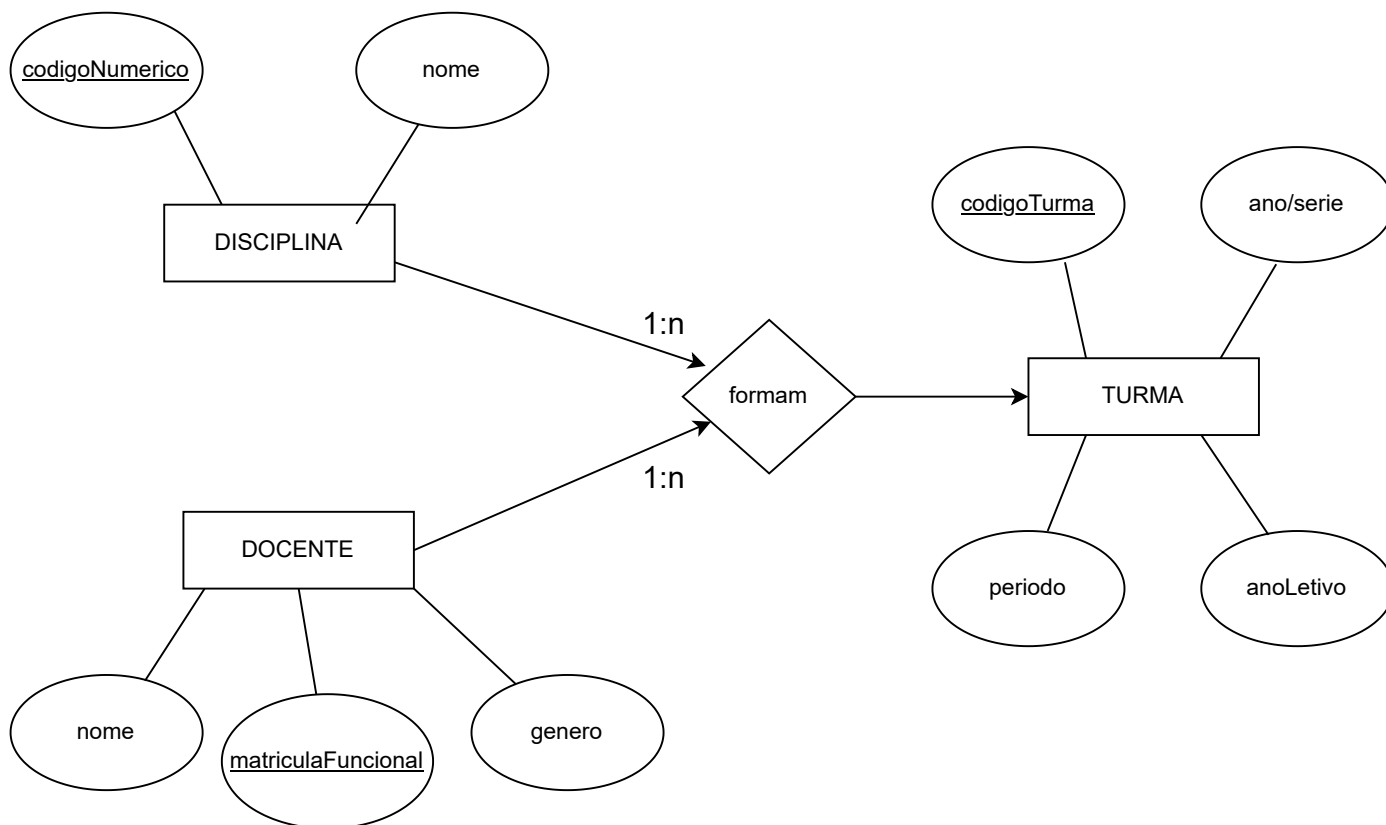 codigoNumerico
nome
DISCIPLINA
codigoTurma
ano/serie
1:n
formam
TURMA
1:n
DOCENTE
periodo
anoLetivo
nome
matriculaFuncional
genero